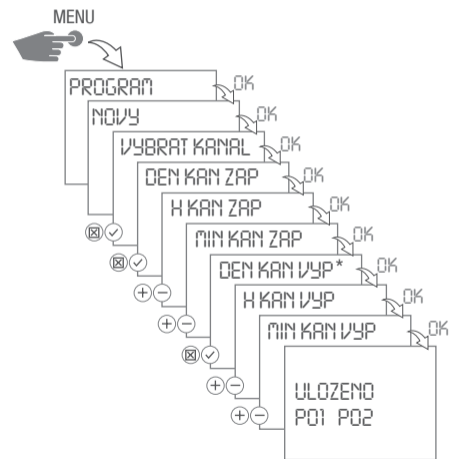 MENU
PROGRAM
OK
NOVY
OK
VYBRAT KANAL
OK
DEN KAN ZAP
OK
H KAN ZAP
OK
MIN KAN ZAP
OK
DEN KAN VYP*
OK
H KAN VYP
OK
MIN KAN VYP
OK
ULOZENO
P01 P02